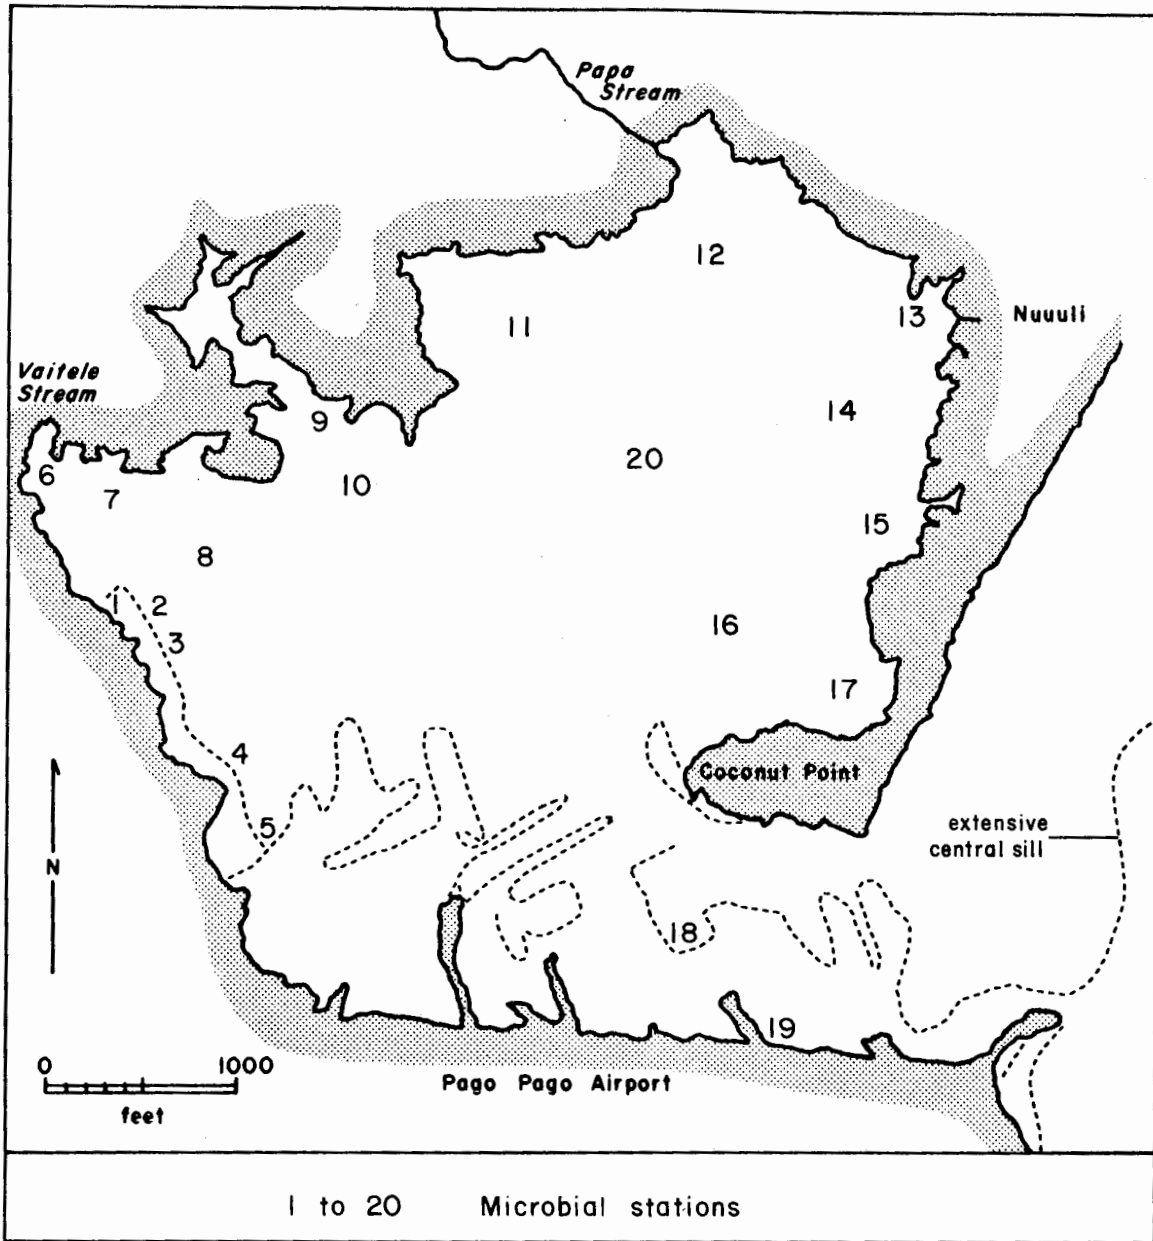 Papa
Stream
12
11
13
Nuuuli
Vaitele
Stream
9
14
6
7
10
20
15
8
1
2
3
16
17
4
Coconut Point
5
extensive
central sill
N
18
19
0
1000
feet
Pago Pago Airport
1 to 20 Microbial stations